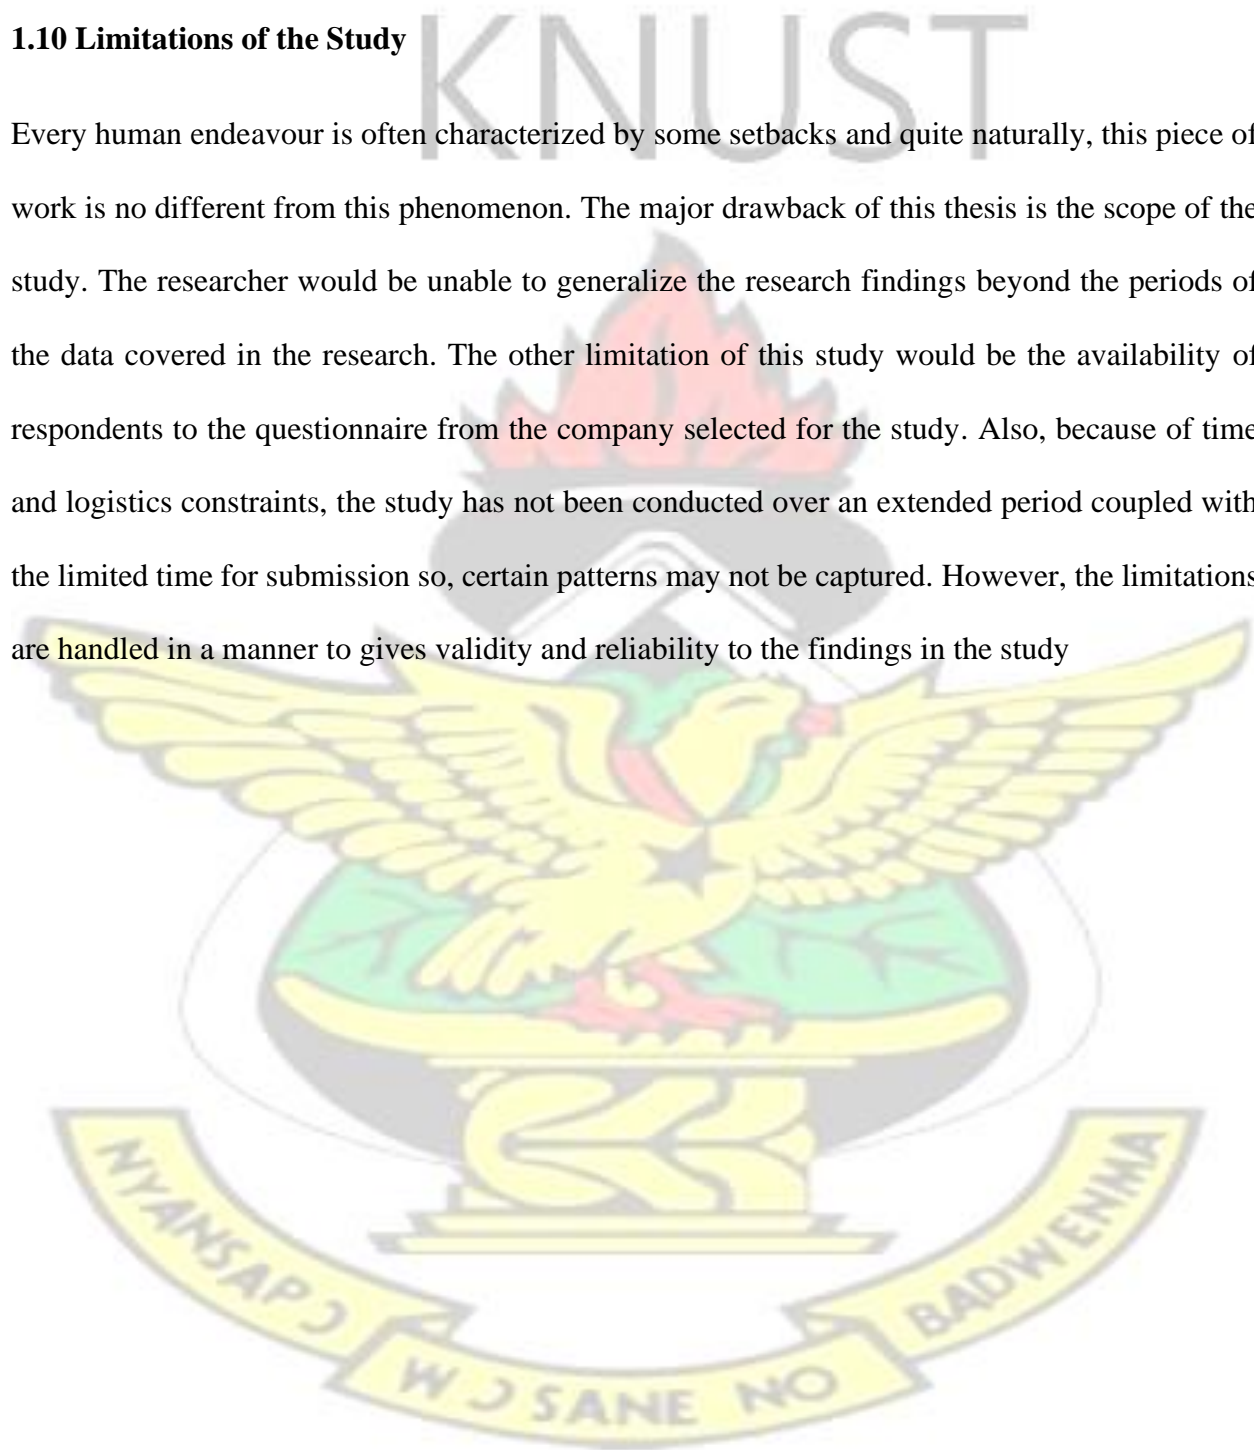 KNUST
1.10 Limitations of the Study
Every human endeavour is often characterized by some setbacks and quite naturally, this piece of
work is no different from this phenomenon. The major drawback of this thesis is the scope of the
study. The researcher would be unable to generalize the research findings beyond the periods of
the data covered in the research. The other limitation of this study would be the availability of
respondents to the questionnaire from the company selected for the study. Also, because of time
and logistics constraints, the study has not been conducted over an extended period coupled with
the limited time for submission so, certain patterns may not be captured. However, the limitations
are handled in a manner to gives validity and reliability to the findings in the study
NYANSAPƆ WƆSANE NO BADWENMA